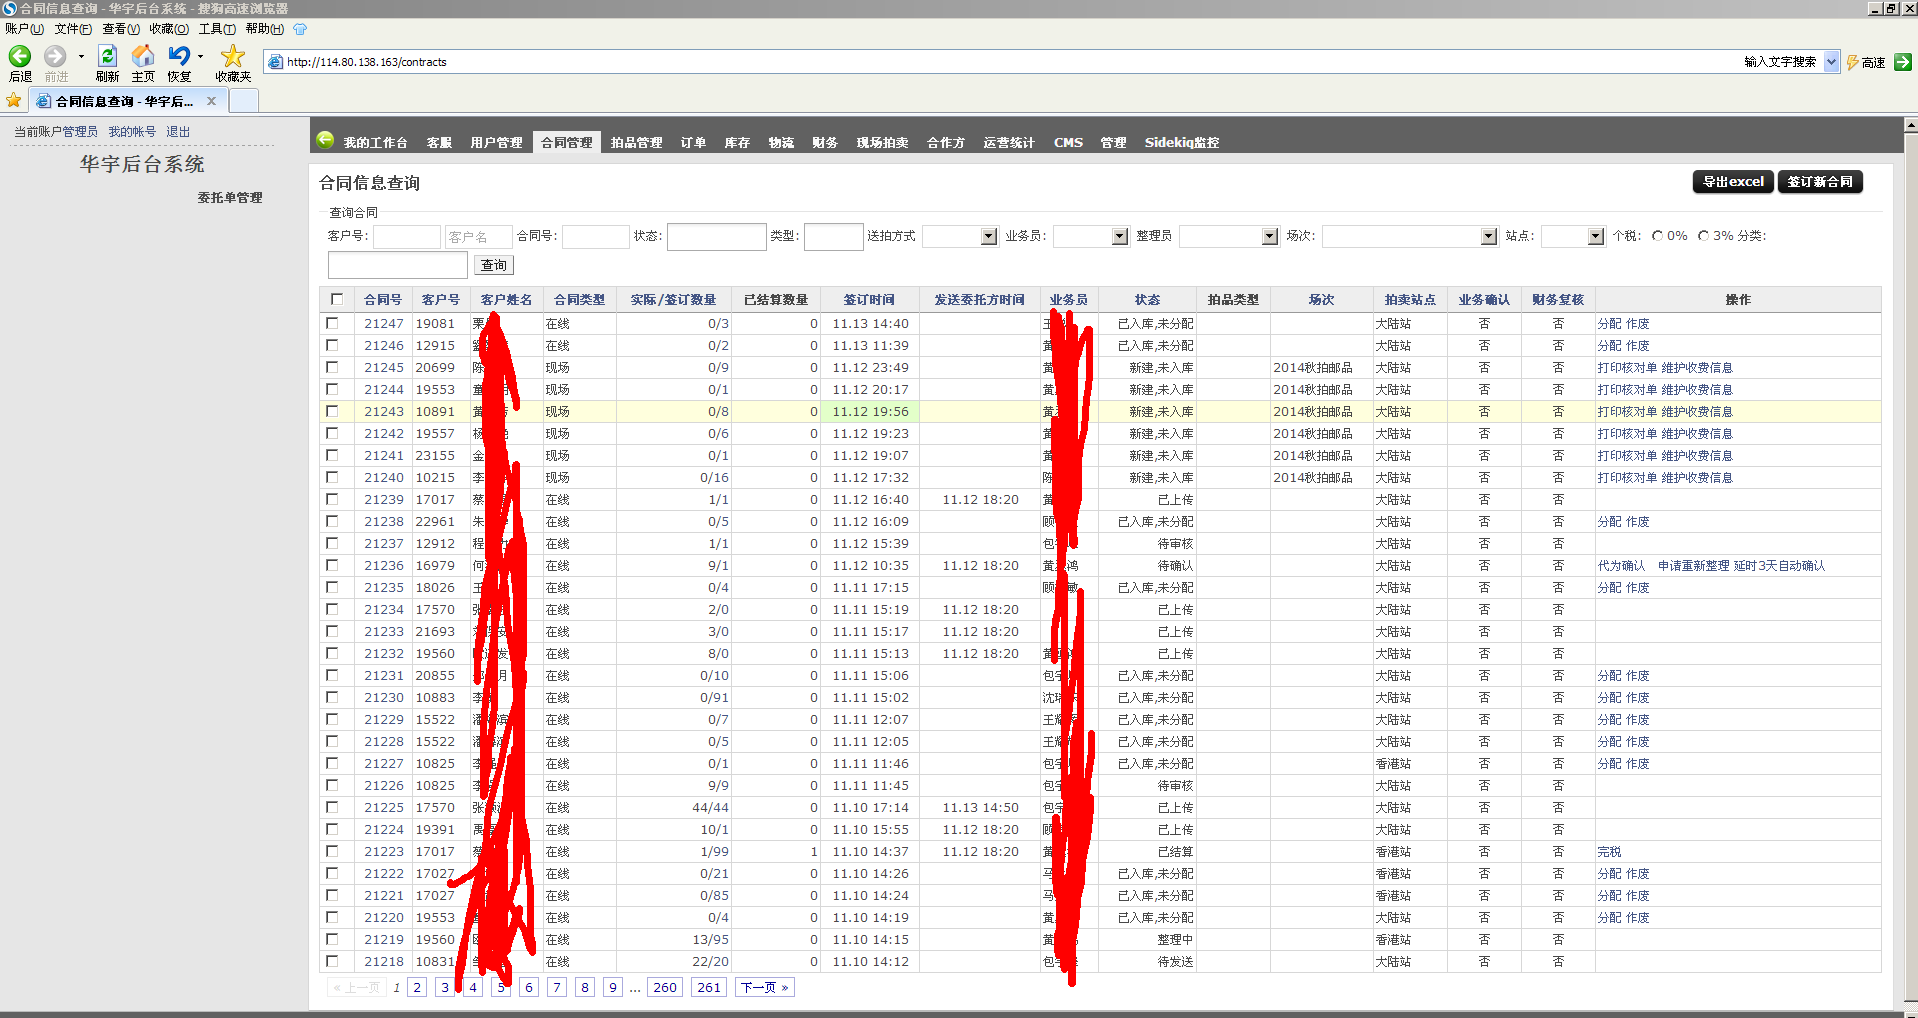 合同信息查询 - 华宇后台系统 - 搜狗高速浏览器
账户(U) 文件(F) 查看(V) 收藏(O) 工具(T) 帮助(H)
后退 前进 刷新 主页 恢复 收藏夹 http://114.80.138.163/contracts 输入文字搜索 高速
合同信息查询 - 华宇后... x
当前账户管理员 我的帐号 退出
华宇后台系统
委托单管理
我的工作台 客服 用户管理 合同管理 拍品管理 订单 库存 物流 财务 现场拍卖 合作方 运营统计 CMS 管理 Sidekiq监控
合同信息查询 导出excel 签订新合同
查询合同
客户号: 客户名 合同号: 状态: 类型: 送拍方式 业务员: 整理员 场次: 站点: 个税: 0% 3% 分类:
查询
合同号 客户号 客户姓名 合同类型 实际/签订数量 已结算数量 签订时间 发送委托方时间 业务员 状态 拍品类型 场次 拍卖站点 业务确认 财务复核 操作
21247 19081 栗 在线 0/3 0 11.13 14:40 王 已入库,未分配 大陆站 否 否 分配 作废
21246 12915 在线 0/2 0 11.13 11:39 黄 已入库,未分配 大陆站 否 否 分配 作废
21245 20699 陈 现场 0/9 0 11.12 23:49 黄 新建,未入库 2014秋拍邮品 大陆站 否 否 打印核对单 维护收费信息
21244 19553 童 现场 0/1 0 11.12 20:17 黄 新建,未入库 2014秋拍邮品 大陆站 否 否 打印核对单 维护收费信息
21243 10891 黄 现场 0/8 0 11.12 19:56 黄 新建,未入库 2014秋拍邮品 大陆站 否 否 打印核对单 维护收费信息
21242 19557 杨 现场 0/6 0 11.12 19:23 黄 新建,未入库 2014秋拍邮品 大陆站 否 否 打印核对单 维护收费信息
21241 23155 金 现场 0/1 0 11.12 19:07 黄 新建,未入库 2014秋拍邮品 大陆站 否 否 打印核对单 维护收费信息
21240 10215 李 现场 0/16 0 11.12 17:32 陈 新建,未入库 2014秋拍邮品 大陆站 否 否 打印核对单 维护收费信息
21239 17017 蔡 在线 1/1 0 11.12 16:40 11.12 18:20 黄 已上传 大陆站 否 否
21238 22961 朱 在线 0/5 0 11.12 16:09 顾 已入库,未分配 大陆站 否 否 分配 作废
21237 12912 程 在线 1/1 0 11.12 15:39 包 待审核 大陆站 否 否
21236 16979 何 在线 9/1 0 11.12 10:35 11.12 18:20 黄 鸿 待确认 大陆站 否 否 代为确认 申请重新整理 延时3天自动确认
21235 18026 王 在线 0/4 0 11.11 17:15 顾 敏 已入库,未分配 大陆站 否 否 分配 作废
21234 17570 张 在线 2/0 0 11.11 15:19 11.12 18:20 已上传 大陆站 否 否
21233 21693 安 在线 3/0 0 11.11 15:17 11.12 18:20 已上传 大陆站 否 否
21232 19560 发 在线 8/0 0 11.11 15:13 11.12 18:20 黄 已上传 大陆站 否 否
21231 20855 月 在线 0/10 0 11.11 15:06 包 已入库,未分配 大陆站 否 否 分配 作废
21230 10883 李 在线 0/91 0 11.11 15:02 沈 已入库,未分配 大陆站 否 否 分配 作废
21229 15522 潘 滨 在线 0/7 0 11.11 12:07 王 已入库,未分配 大陆站 否 否 分配 作废
21228 15522 潘 在线 0/5 0 11.11 12:05 王 已入库,未分配 大陆站 否 否 分配 作废
21227 10825 李 在线 0/1 0 11.11 11:46 包 已入库,未分配 香港站 否 否 分配 作废
21226 10825 李 在线 9/9 0 11.11 11:45 包 待审核 大陆站 否 否
21225 17570 张 在线 44/44 0 11.10 17:14 11.13 14:50 包 已上传 大陆站 否 否
21224 19391 禹 在线 10/1 0 11.10 15:55 11.12 18:20 顾 已上传 大陆站 否 否
21223 17017 蔡 在线 1/99 1 11.10 14:37 11.12 18:20 黄 已结算 香港站 否 否 完税
21222 17027 在线 0/21 0 11.10 14:26 马 已入库,未分配 香港站 否 否 分配 作废
21221 17027 在线 0/85 0 11.10 14:24 马 已入库,未分配 香港站 否 否 分配 作废
21220 19553 在线 0/4 0 11.10 14:19 黄 已入库,未分配 大陆站 否 否 分配 作废
21219 19560 在线 13/95 0 11.10 14:15 黄 整理中 香港站 否 否
21218 10831 在线 22/20 0 11.10 14:12 包 待发送 大陆站 否 否
« 上一页 1 2 3 4 5 6 7 8 9 ... 260 261 下一页 »